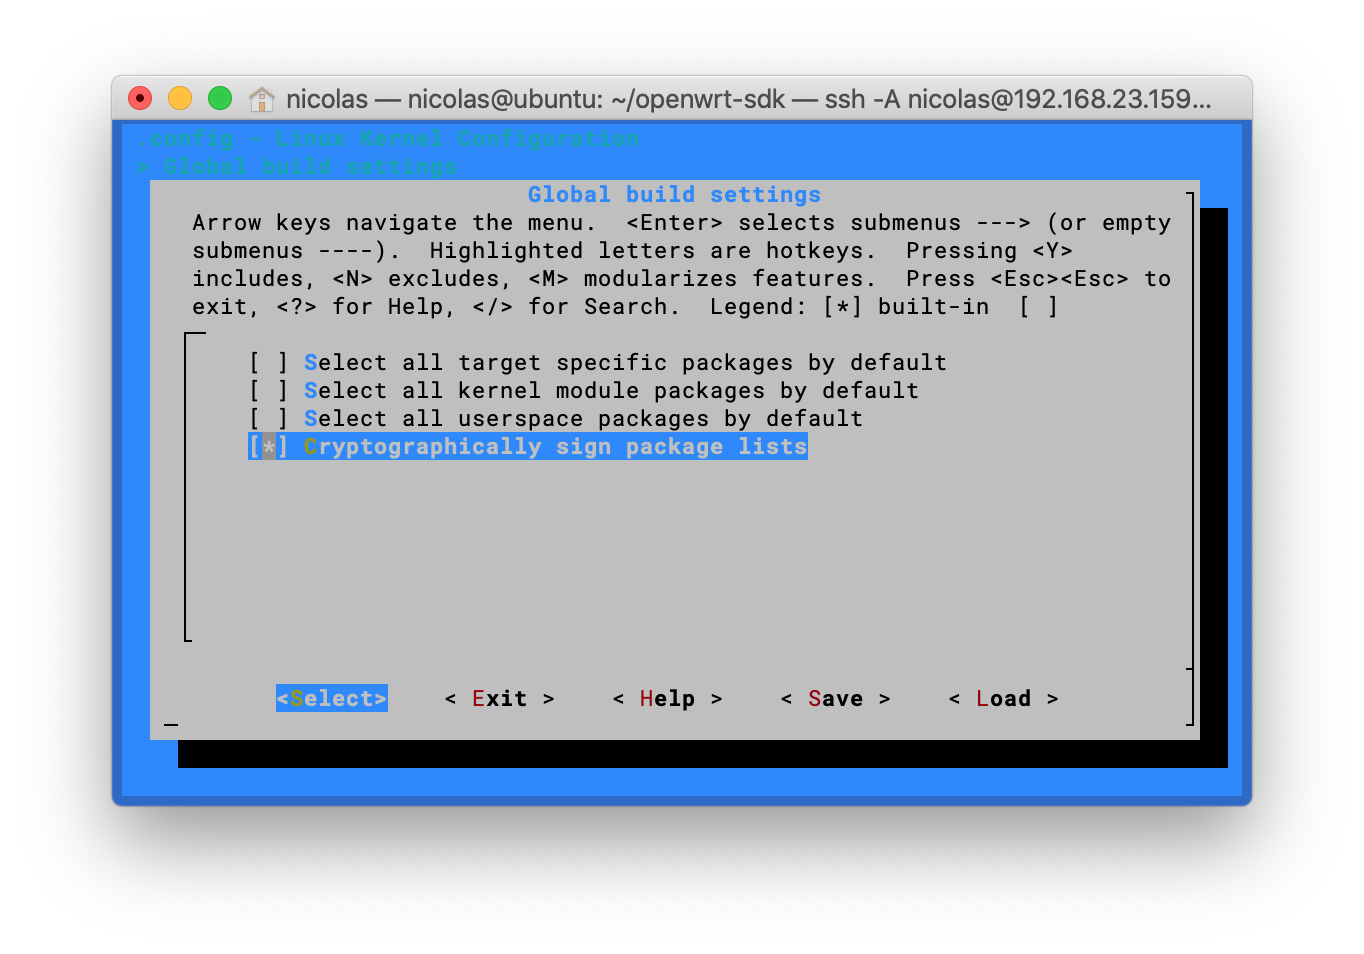 nicolas — nicolas@ubuntu: ~/openwrt-sdk — ssh -A nicolas@192.168.23.159...
.config - Linux Kernel Configuration
> Global build settings
Global build settings
Arrow keys navigate the menu.  <Enter> selects submenus ---> (or empty
submenus ----).  Highlighted letters are hotkeys.  Pressing <Y>
includes, <N> excludes, <M> modularizes features.  Press <Esc><Esc> to
exit, <?> for Help, </> for Search.  Legend: [*] built-in  [ ]
[ ] Select all target specific packages by default
[ ] Select all kernel module packages by default
[ ] Select all userspace packages by default
[*] Cryptographically sign package lists
<Select>    < Exit >    < Help >    < Save >    < Load >